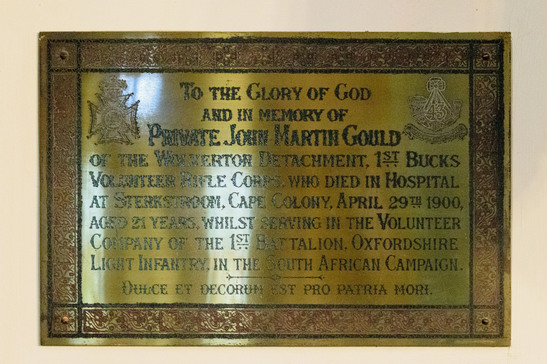 To the Glory of God
and in memory of
Private John Martin Gould
of the Wolverton Detachment, 1st Bucks
Volunteer Rifle Corps, who died in Hospital
at Sterkstroom, Cape Colony, April 29th 1900,
aged 21 years, whilst serving in the Volunteer
Company of the 1st Battalion, Oxfordshire
Light Infantry, in the South African Campaign.
Dulce et decorum est pro patria mori.